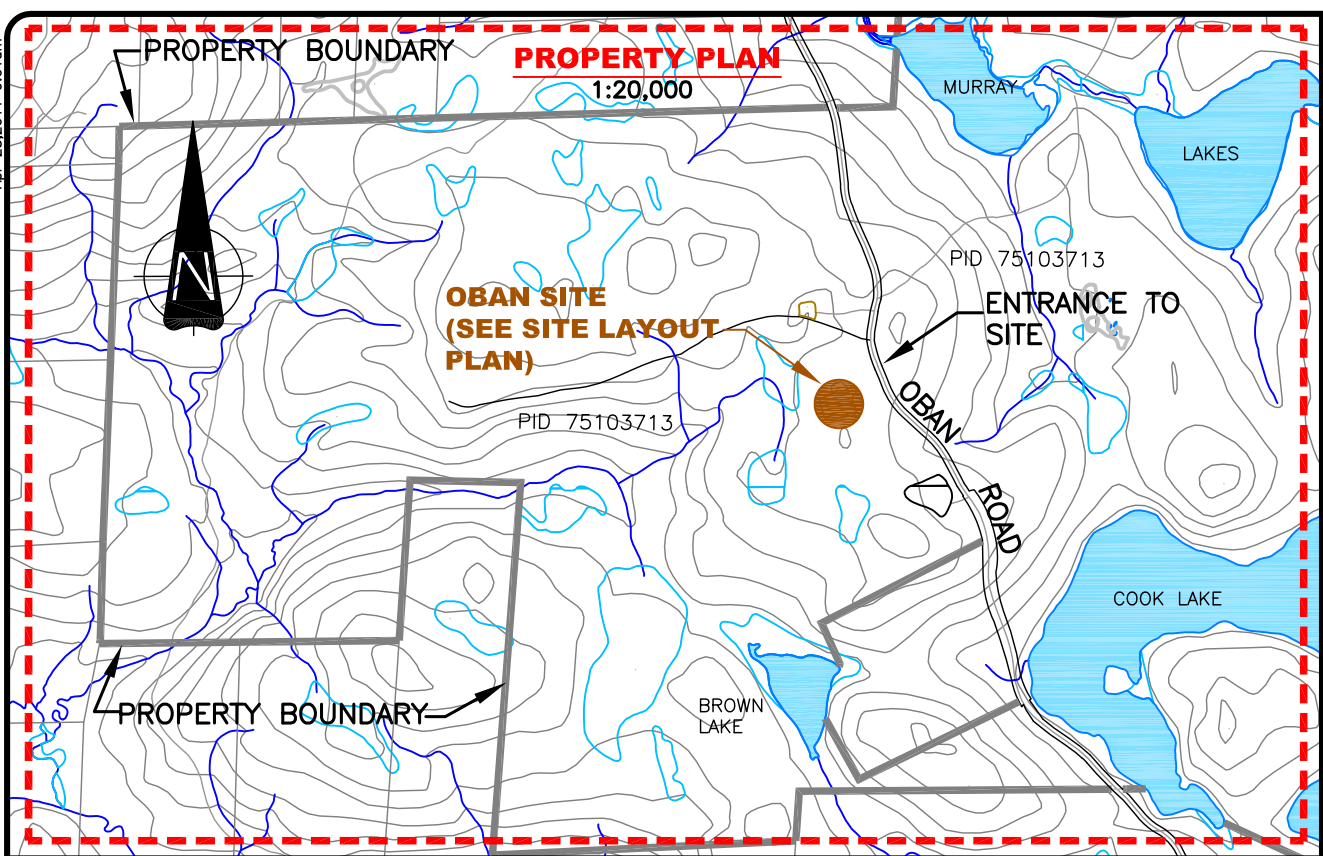 PROPERTY BOUNDARY
PROPERTY PLAN
1:20,000
MURRAY
LAKES
N
PID 75103713
OBAN SITE
(SEE SITE LAYOUT
PLAN)
ENTRANCE TO
SITE
PID 75103713
OBAN
ROAD
COOK LAKE
PROPERTY BOUNDARY
BROWN
LAKE